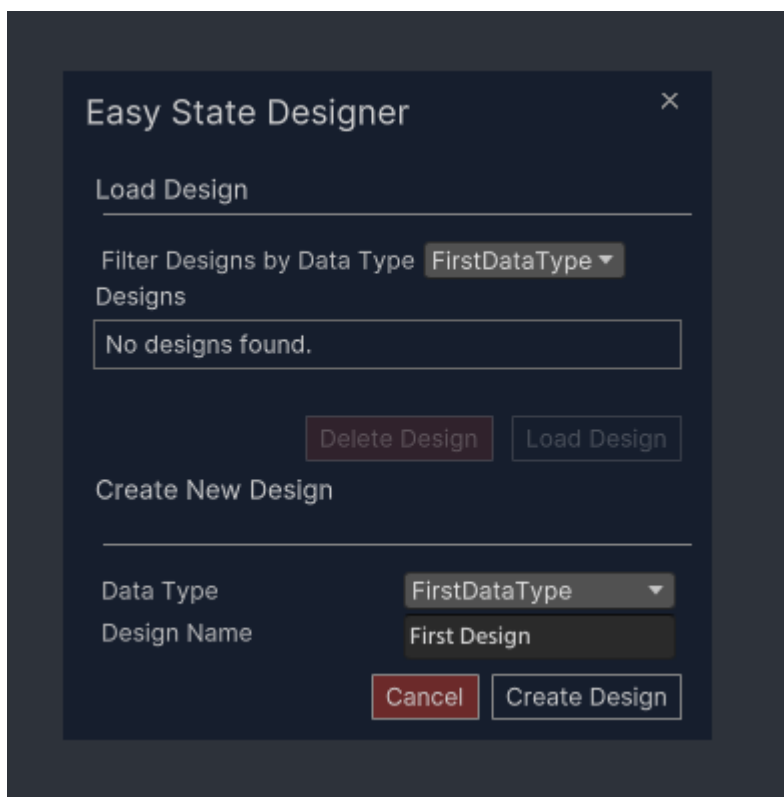 Easy State Designer ×
Load Design
Filter Designs by Data Type FirstDataType
Designs
No designs found.
Delete Design Load Design
Create New Design
Data Type FirstDataType
Design Name First Design
Cancel Create Design